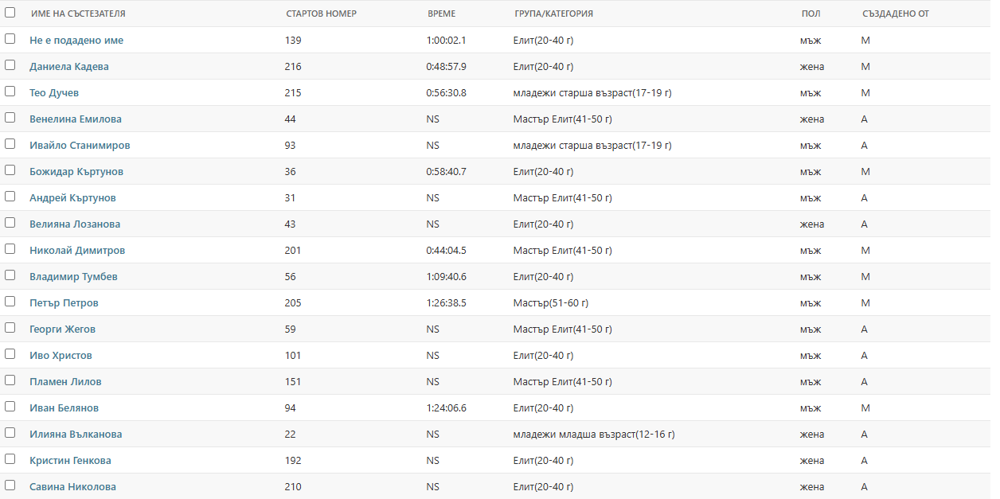 ИМЕ НА СЪСТЕЗАТЕЛЯ СТАРТОВ НОМЕР ВРЕМЕ ГРУПА/КАТЕГОРИЯ ПОЛ СЪЗДАДЕНО ОТ
Не е подадено име 139 1:00:02.1 Елит(20-40 г) мъж М
Даниела Кадева 216 0:48:57.9 Елит(20-40 г) жена М
Тео Дучев 215 0:56:30.8 младежи старша възраст(17-19 г) мъж М
Венелина Емилова 44 NS Мастър Елит(41-50 г) жена А
Ивайло Станимиров 93 NS младежи старша възраст(17-19 г) мъж А
Божидар Къртунов 36 0:58:40.7 Елит(20-40 г) мъж М
Андрей Къртунов 31 NS Мастър Елит(41-50 г) мъж А
Велияна Лозанова 43 NS Елит(20-40 г) жена А
Николай Димитров 201 0:44:04.5 Мастър Елит(41-50 г) мъж М
Владимир Тумбев 56 1:09:40.6 Елит(20-40 г) мъж М
Петър Петров 205 1:26:38.5 Мастър(51-60 г) мъж М
Георги Жегов 59 NS Мастър Елит(41-50 г) мъж А
Иво Христов 101 NS Елит(20-40 г) мъж А
Пламен Лилов 151 NS Мастър Елит(41-50 г) мъж А
Иван Белянов 94 1:24:06.6 Елит(20-40 г) мъж М
Илияна Вълканова 22 NS младежи младша възраст(12-16 г) жена А
Кристин Генкова 192 NS Елит(20-40 г) жена А
Савина Николова 210 NS Елит(20-40 г) жена А